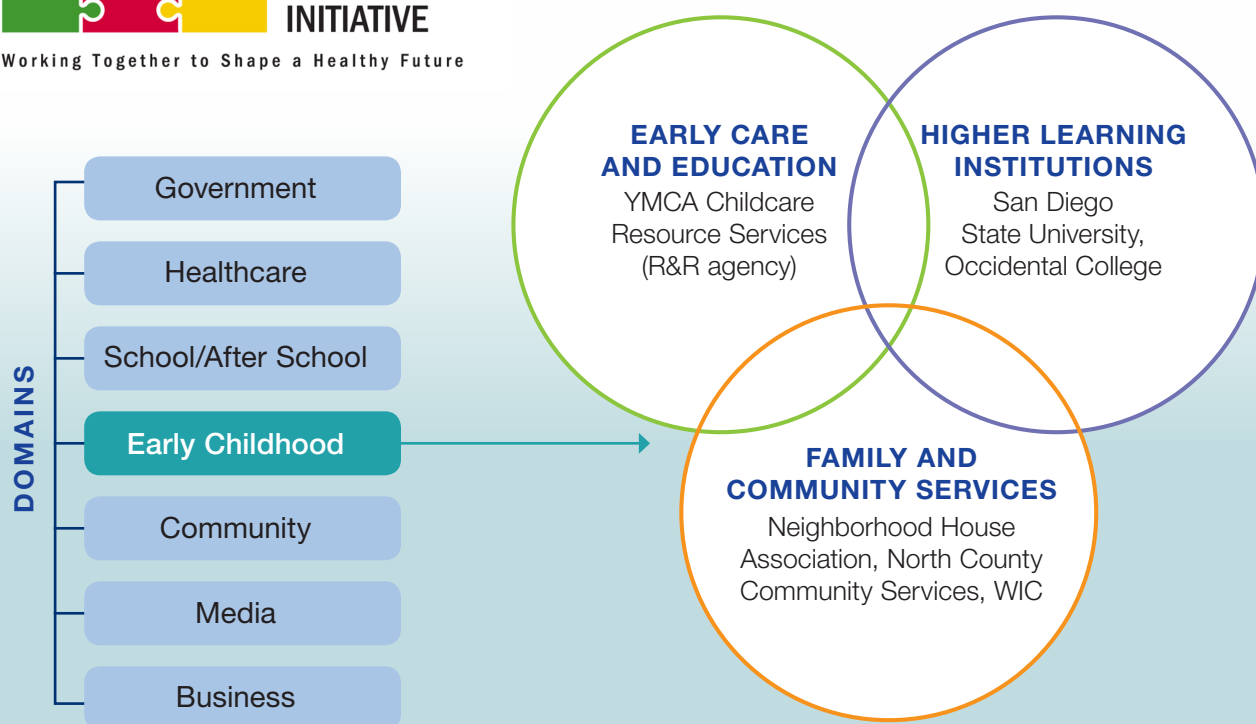 INITIATIVE
Working Together to Shape a Healthy Future
DOMAINS
Government
Healthcare
School/After School
Early Childhood
Community
Media
Business
EARLY CARE
AND EDUCATION
YMCA Childcare
Resource Services
(R&R agency)
HIGHER LEARNING
INSTITUTIONS
San Diego
State University,
Occidental College
FAMILY AND
COMMUNITY SERVICES
Neighborhood House
Association, North County
Community Services, WIC